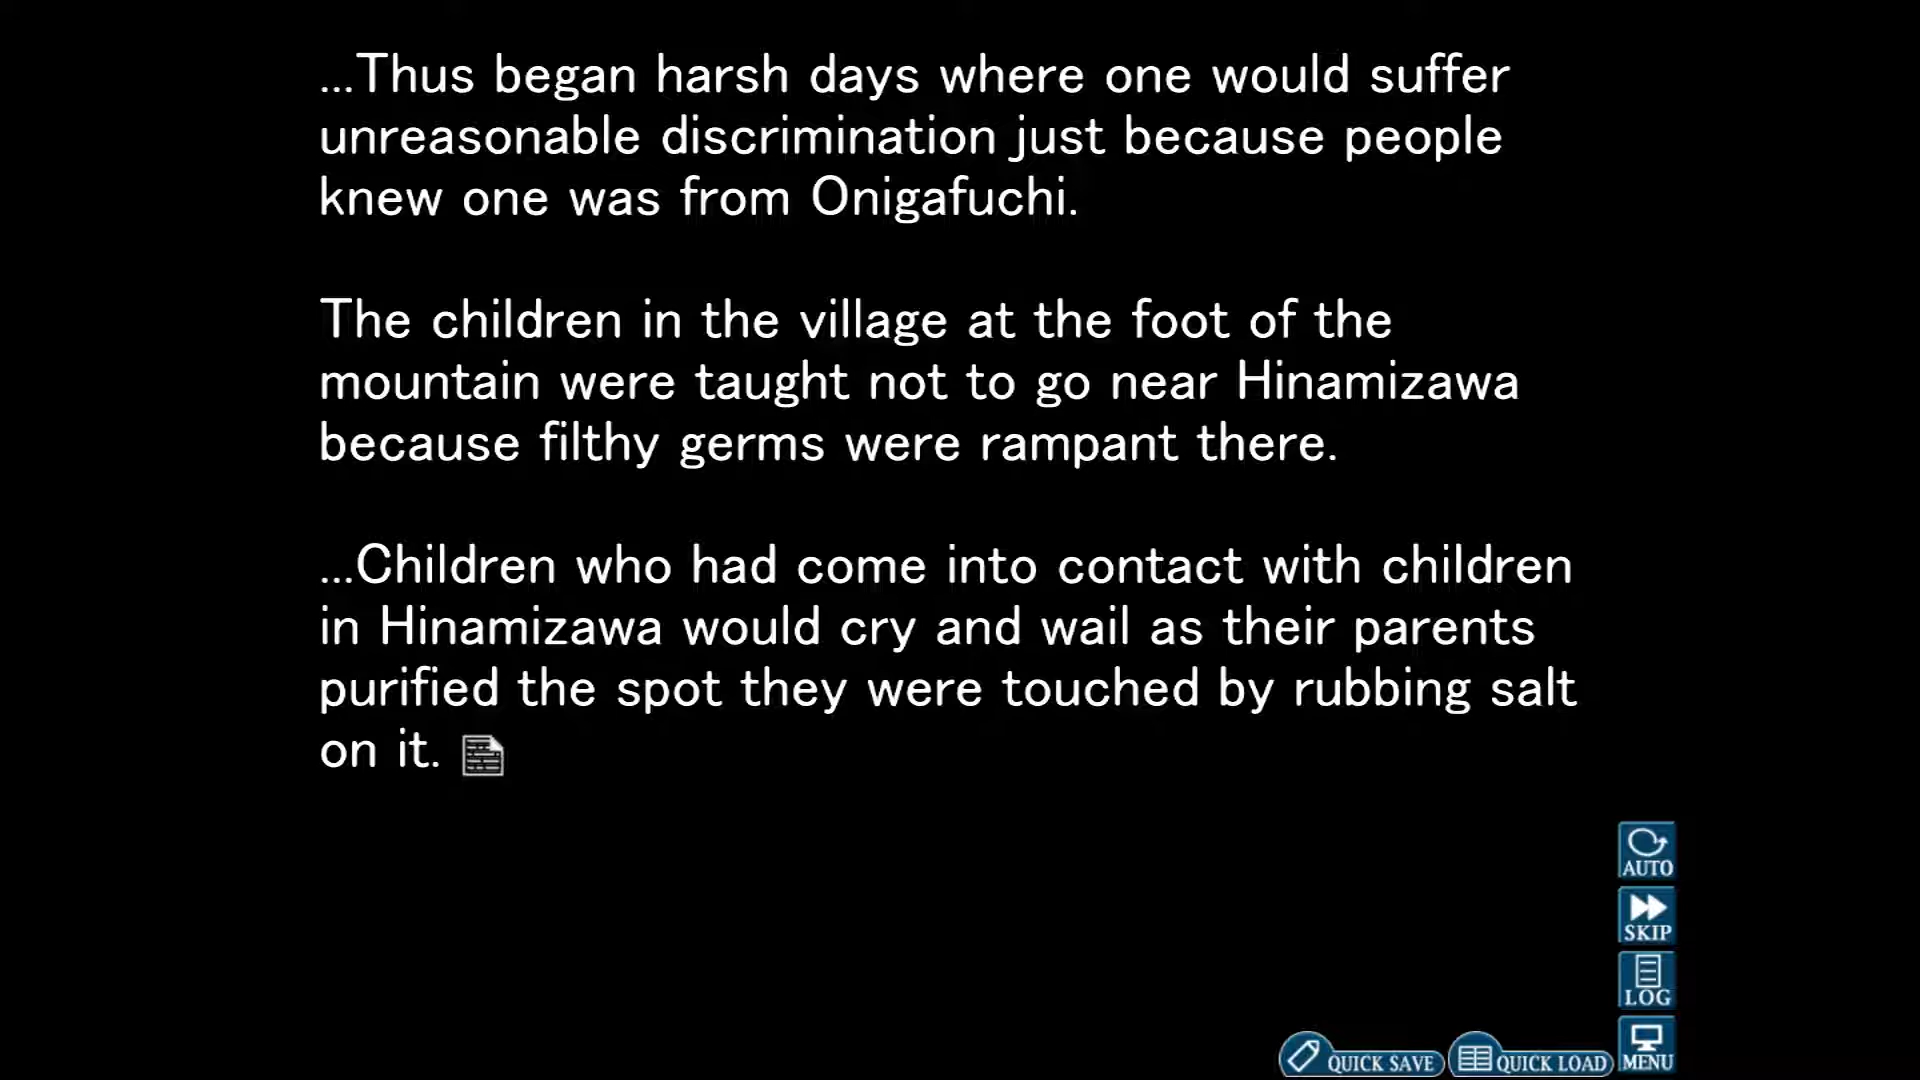 ...Thus began harsh days where one would suffer
unreasonable discrimination just because people
knew one was from Onigafuchi.
The children in the village at the foot of the
mountain were taught not to go near Hinamizawa
because filthy germs were rampant there.
...Children who had come into contact with children
in Hinamizawa would cry and wail as their parents
purified the spot they were touched by rubbing salt
on it.
AUTO
SKIP
LOG
MENU
QUICK SAVE
QUICK LOAD